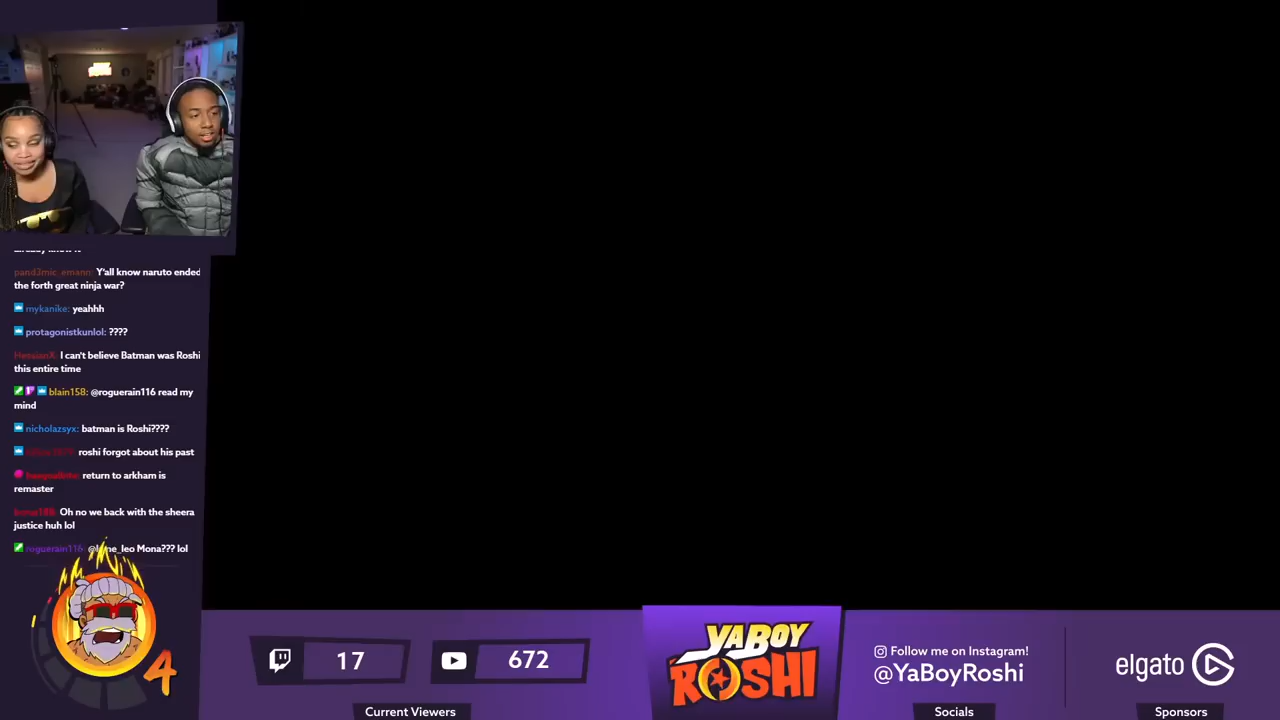 pand3mic_emann: Y'all know naruto ended
the forth great ninja war?
mykanike: yeahhh
protagonistkunlol: ????
HessianX: I can't believe Batman was Roshi
this entire time
blain158: @roguerain116 read my
mind
nicholazsyx: batman is Roshi????
roshi forgot about his past
return to arkham is
remaster
Oh no we back with the sheera
justice huh lol
roguerain116: Mona??? lol
4
17
672
YABOY
ROSHI
Follow me on Instagram!
@YaBoyRoshi
elgato
Current Viewers
Socials
Sponsors